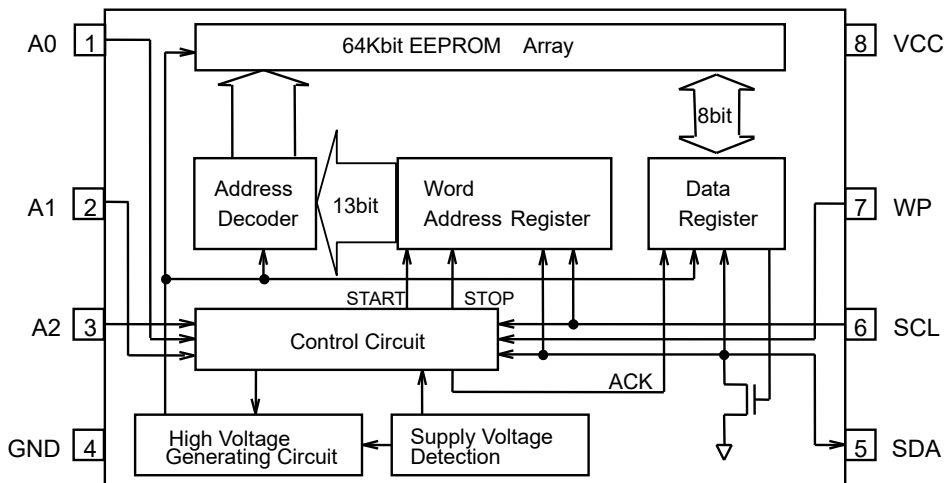 64Kbit EEPROM Array
A0 1
8 VCC
8bit
Address
Decoder
13bit
Word
Address Register
Data
Register
A1 2
7 WP
START
STOP
A2 3
6 SCL
Control Circuit
ACK
GND 4
High Voltage
Generating Circuit
Supply Voltage
Detection
5 SDA